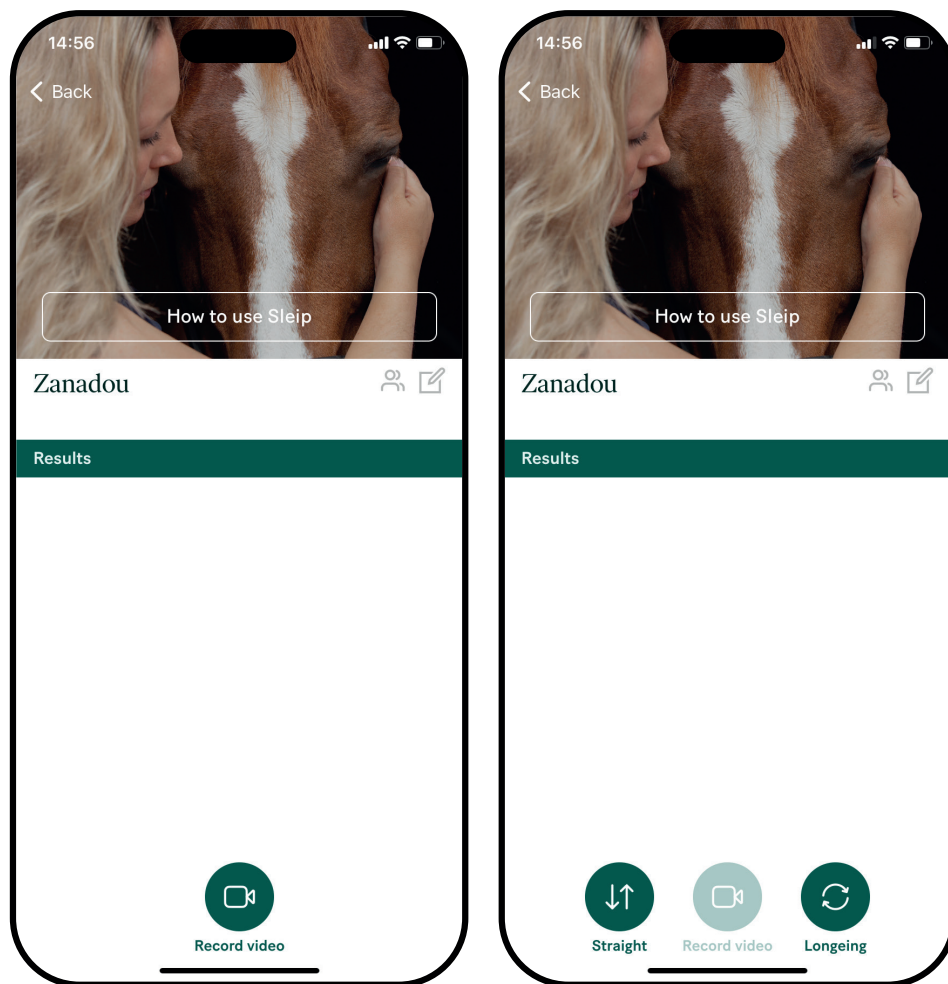 14:56
Back
How to use Sleip
Zanadou
Results
Record video
14:56
Back
How to use Sleip
Zanadou
Results
Straight
Record video
Longeing